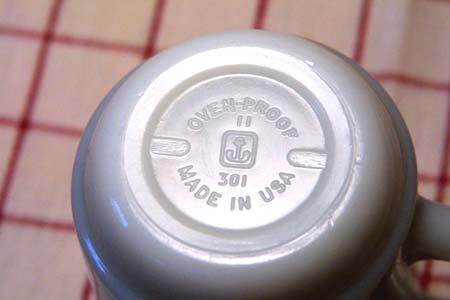 OVEN-PROOF
11
301
MADE IN USA